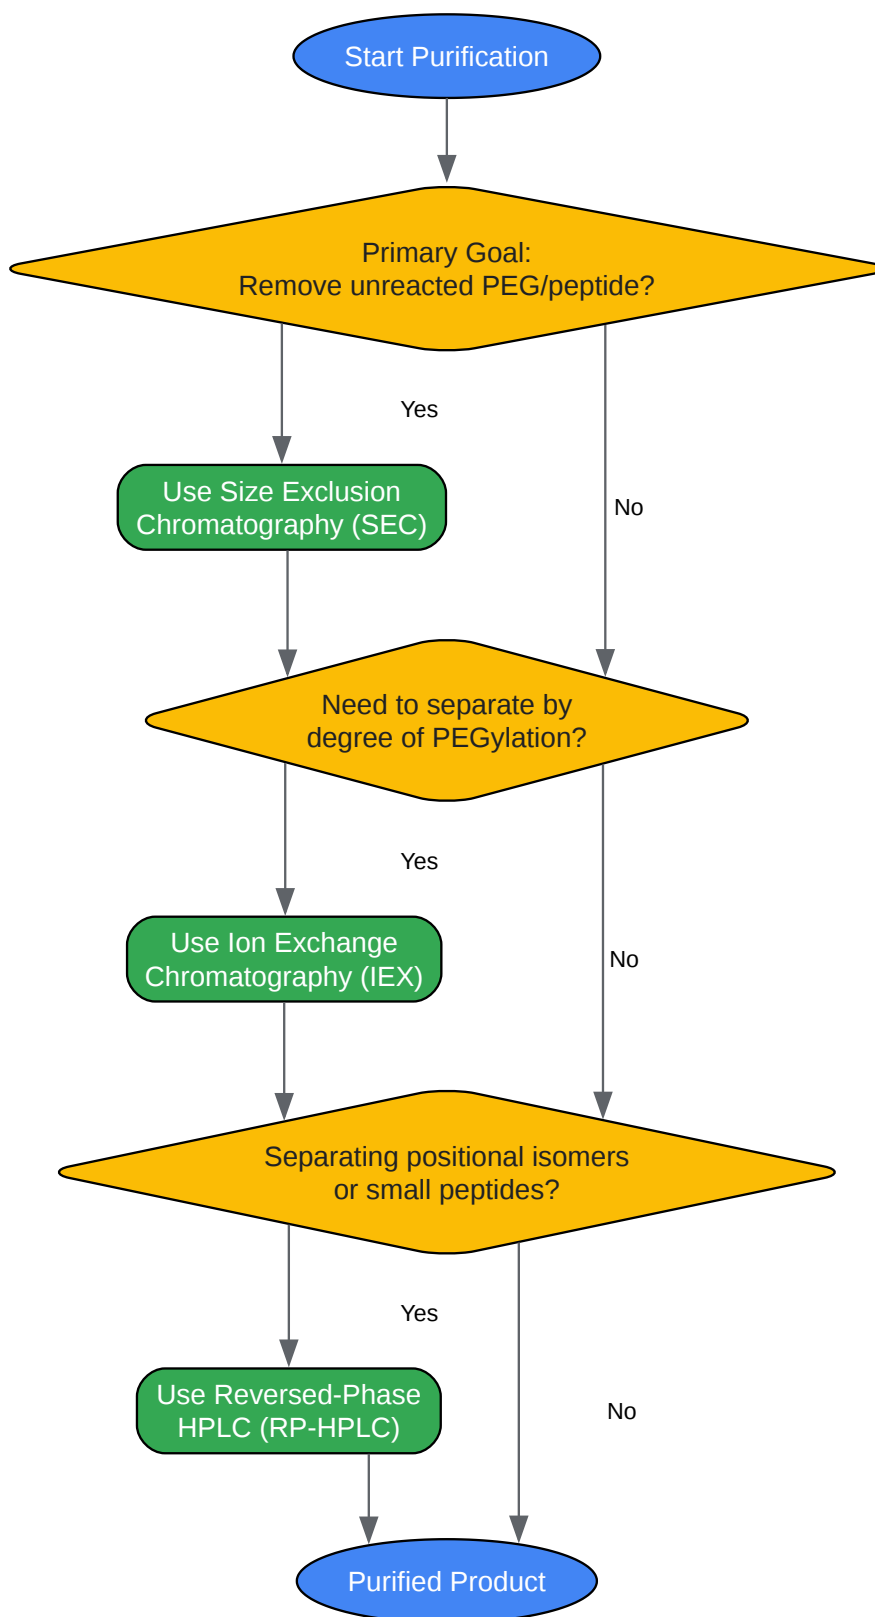 Start Purification
Primary Goal:
Remove unreacted PEG/peptide?
Yes
Use Size Exclusion
Chromatography (SEC)
No
Need to separate by
degree of PEGylation?
Yes
Use Ion Exchange
Chromatography (IEX)
No
Separating positional isomers
or small peptides?
Yes
Use Reversed-Phase
HPLC (RP-HPLC)
No
Purified Product